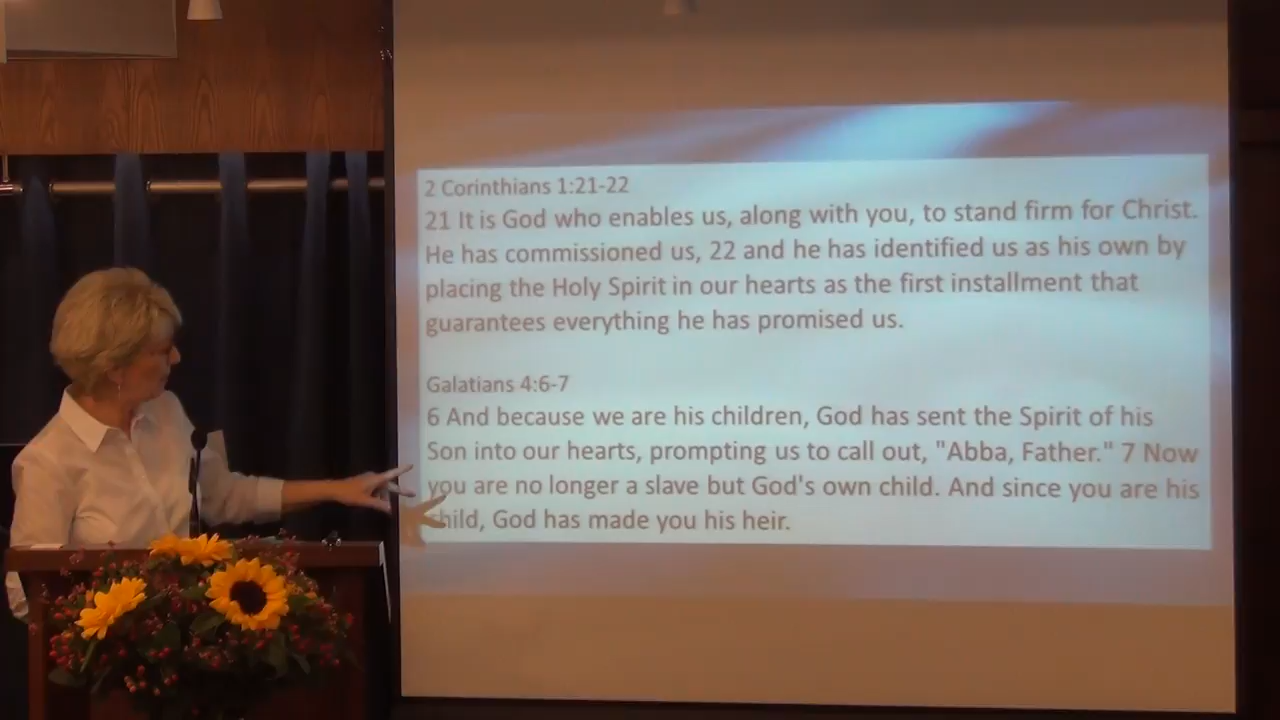 2 Corinthians 1:21-22
21 It is God who enables us, along with you, to stand firm for Christ.
He has commissioned us, 22 and he has identified us as his own by
placing the Holy Spirit in our hearts as the first installment that
guarantees everything he has promised us.
Galatians 4:6-7
6 And because we are his children, God has sent the Spirit of his
Son into our hearts, prompting us to call out, "Abba, Father." 7 Now
you are no longer a slave but God's own child. And since you are his
child, God has made you his heir.